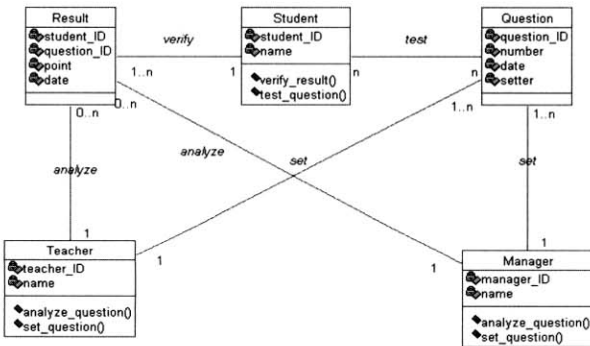 Result
student_ID
question_ID
point
date
verify
1..n
1
Student
student_ID
name
verify_result()
test_question()
test
n
n
Question
question_ID
number
date
setter
0..n
0..n
1..n
1..n
analyze
analyze
set
set
1
1
1
1
Teacher
teacher_ID
name
analyze_question()
set_question()
Manager
manager_ID
name
analyze_question()
set_question()